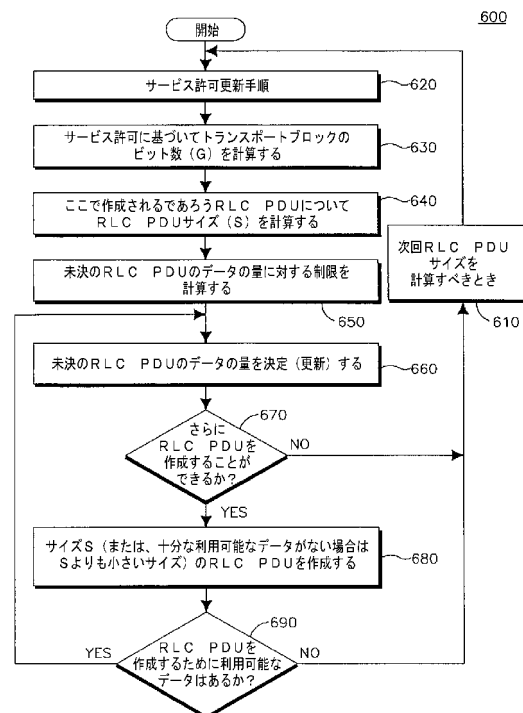 600
開始
サービス許可更新手順
620
サービス許可に基づいてトランスポートブロックの
ビット数(G)を計算する
630
ここで作成されるであろうRLC PDUについて
RLC PDUサイズ(S)を計算する
640
未決のRLC PDUのデータの量に対する制限を
計算する
650
次回RLC PDU
サイズを
計算すべきとき
610
未決のRLC PDUのデータの量を決定(更新)する
660
さらに
RLC PDUを
作成することが
できるか?
670
NO
YES
サイズS(または、十分な利用可能なデータがない場合は
Sよりも小さいサイズ)のRLC PDUを作成する
680
RLC PDUを
作成するために利用可能な
データはあるか?
690
YES
NO